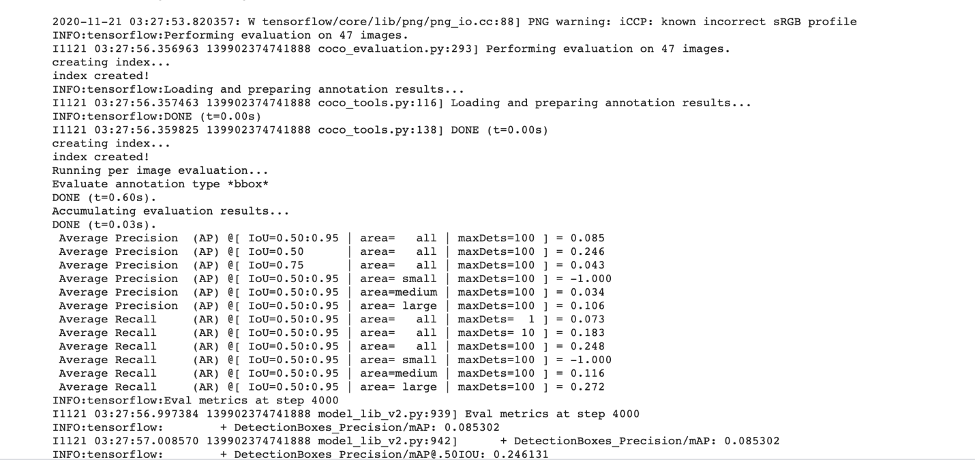 2020-11-21 03:27:53.820357: W tensorflow/core/lib/png/png_io.cc:88] PNG warning: iCCP: known incorrect sRGB profile
INFO:tensorflow:Performing evaluation on 47 images.
I1121 03:27:56.356963 139902374741888 coco_evaluation.py:293] Performing evaluation on 47 images.
creating index...
index created!
INFO:tensorflow:Loading and preparing annotation results...
I1121 03:27:56.357463 139902374741888 coco_tools.py:116] Loading and preparing annotation results...
INFO:tensorflow:DONE (t=0.00s)
I1121 03:27:56.359825 139902374741888 coco_tools.py:138] DONE (t=0.00s)
creating index...
index created!
Running per image evaluation...
Evaluate annotation type *bbox*
DONE (t=0.60s).
Accumulating evaluation results...
DONE (t=0.03s).
 Average Precision  (AP) @[ IoU=0.50:0.95 | area=   all | maxDets=100 ] = 0.085
 Average Precision  (AP) @[ IoU=0.50      | area=   all | maxDets=100 ] = 0.246
 Average Precision  (AP) @[ IoU=0.75      | area=   all | maxDets=100 ] = 0.043
 Average Precision  (AP) @[ IoU=0.50:0.95 | area= small | maxDets=100 ] = -1.000
 Average Precision  (AP) @[ IoU=0.50:0.95 | area=medium | maxDets=100 ] = 0.034
 Average Precision  (AP) @[ IoU=0.50:0.95 | area= large | maxDets=100 ] = 0.106
 Average Recall     (AR) @[ IoU=0.50:0.95 | area=   all | maxDets=  1 ] = 0.073
 Average Recall     (AR) @[ IoU=0.50:0.95 | area=   all | maxDets= 10 ] = 0.183
 Average Recall     (AR) @[ IoU=0.50:0.95 | area=   all | maxDets=100 ] = 0.248
 Average Recall     (AR) @[ IoU=0.50:0.95 | area= small | maxDets=100 ] = -1.000
 Average Recall     (AR) @[ IoU=0.50:0.95 | area=medium | maxDets=100 ] = 0.116
 Average Recall     (AR) @[ IoU=0.50:0.95 | area= large | maxDets=100 ] = 0.272
INFO:tensorflow:Eval metrics at step 4000
I1121 03:27:56.997384 139902374741888 model_lib_v2.py:939] Eval metrics at step 4000
INFO:tensorflow:        + DetectionBoxes_Precision/mAP: 0.085302
I1121 03:27:57.008570 139902374741888 model_lib_v2.py:942]      + DetectionBoxes_Precision/mAP: 0.085302
INFO:tensorflow:        + DetectionBoxes_Precision/mAP@.50IOU: 0.246131